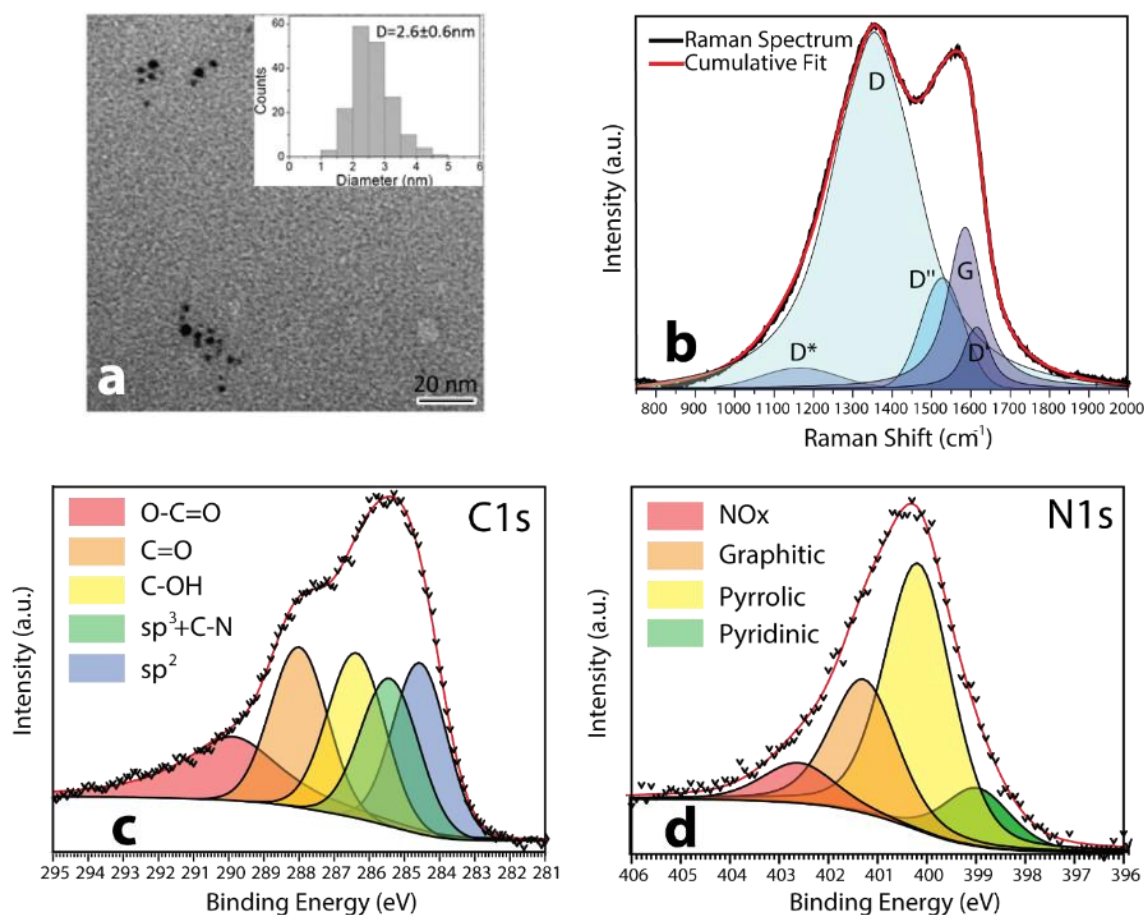 D=2.6±0.6nm
60
40
20
0
Counts
0 1 2 3 4 5 6
Diameter (nm)
a
20 nm
Raman Spectrum
Cumulative Fit
D
D"
G
D*
D'
b
Intensity (a.u.)
800 900 1000 1100 1200 1300 1400 1500 1600 1700 1800 1900 2000
Raman Shift (cm⁻¹)
O-C=O
C=O
C-OH
sp³+C-N
sp²
C1s
c
Intensity (a.u.)
295 294 293 292 291 290 289 288 287 286 285 284 283 282 281
Binding Energy (eV)
NOx
Graphitic
Pyrrolic
Pyridinic
N1s
d
Intensity (a.u.)
406 405 404 403 402 401 400 399 398 397 396
Binding Energy (eV)